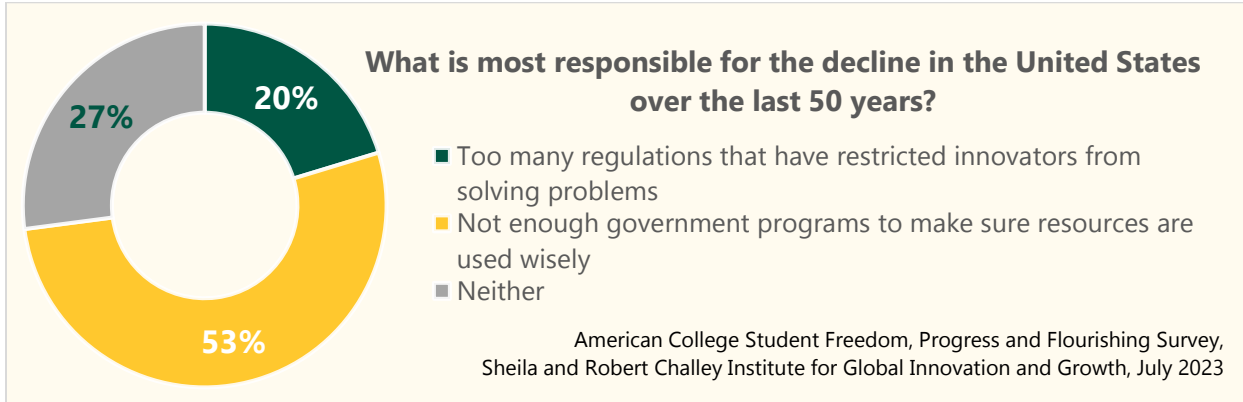 What is most responsible for the decline in the United States
over the last 50 years?
20%
27%
53%
Too many regulations that have restricted innovators from
solving problems
Not enough government programs to make sure resources are
used wisely
Neither
American College Student Freedom, Progress and Flourishing Survey,
Sheila and Robert Challey Institute for Global Innovation and Growth, July 2023